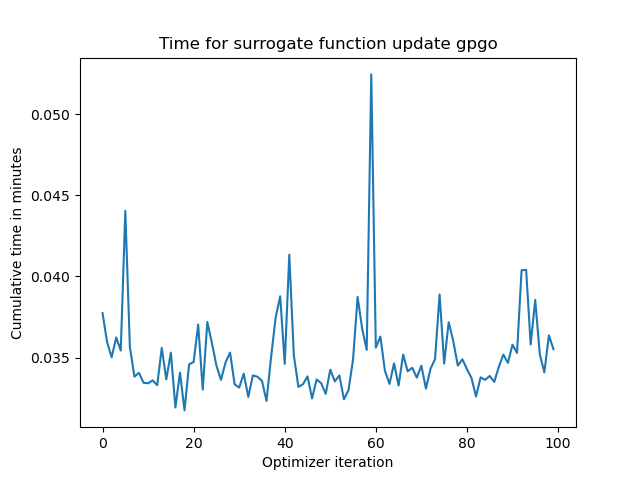 Time for surrogate function update gpgo
0.050
0.045
0.040
0.035
Cumulative time in minutes
0 20 40 60 80 100
Optimizer iteration